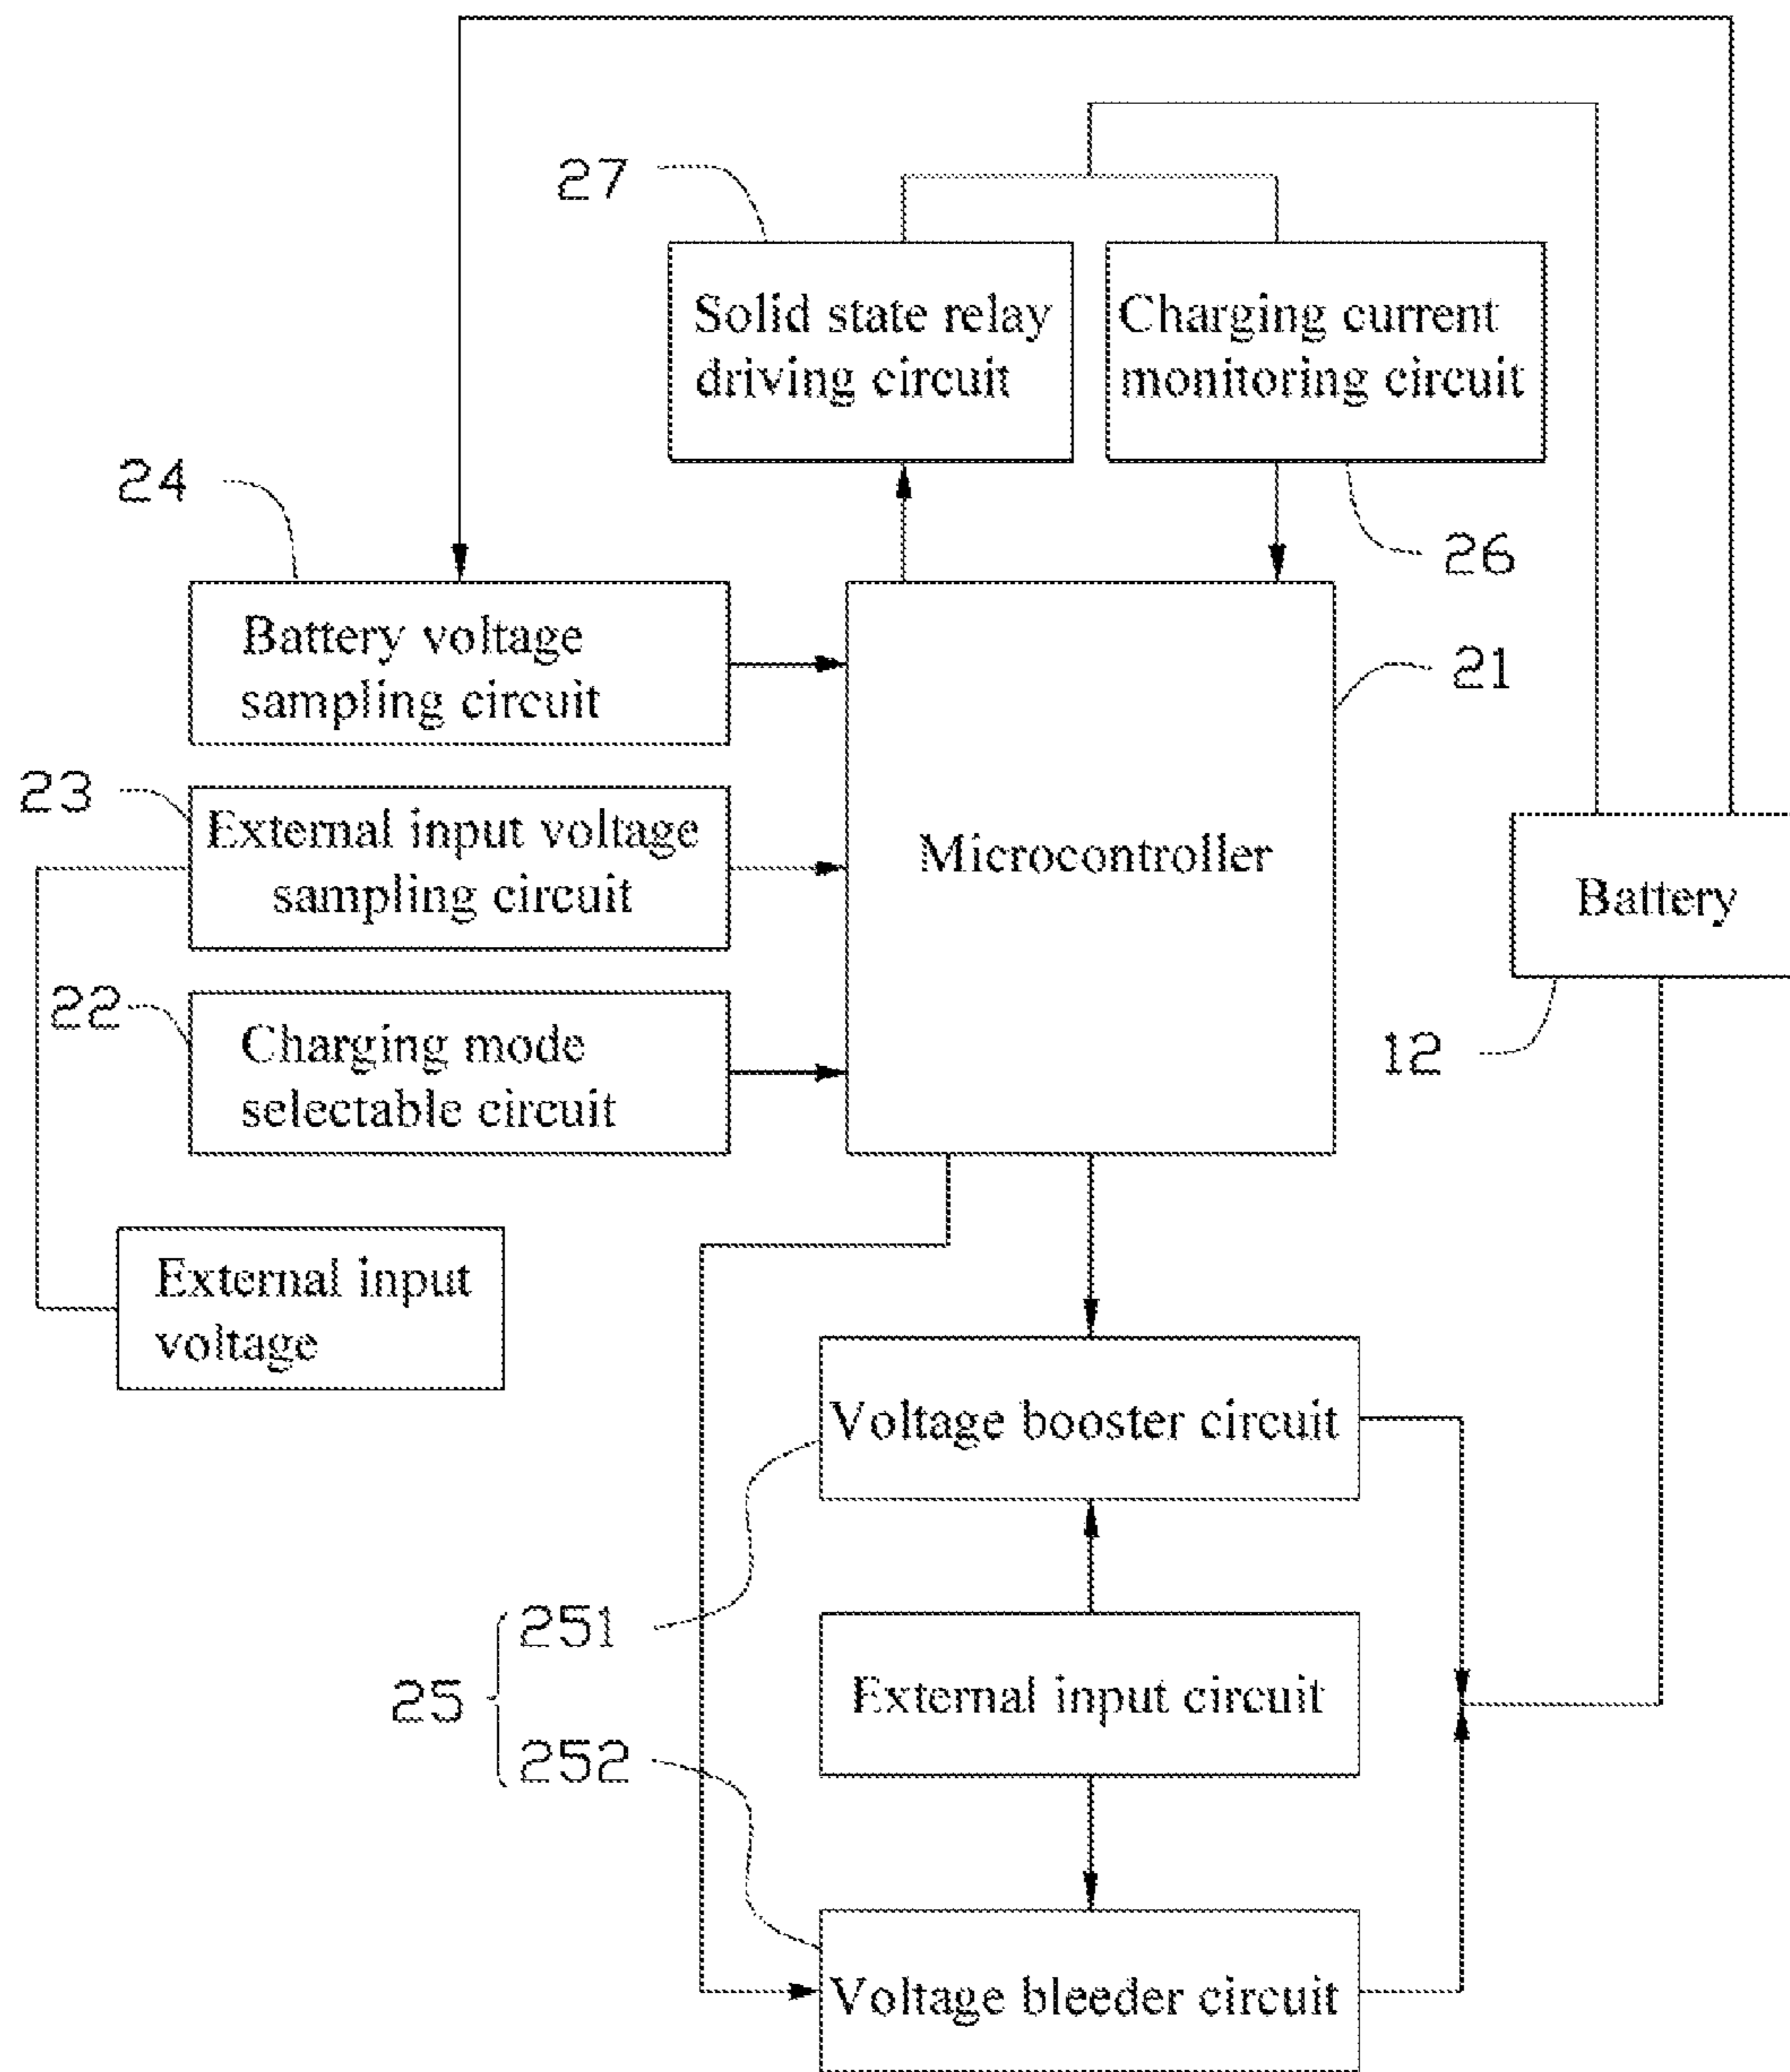 27
Solid state relay
driving circuit
Charging current
monitoring circuit
24
26
Battery voltage
sampling circuit
21
23
External input voltage
sampling circuit
Microcontroller
Battery
22
Charging mode
selectable circuit
12
External input
voltage
Voltage booster circuit
251
25
External input circuit
252
Voltage bleeder circuit